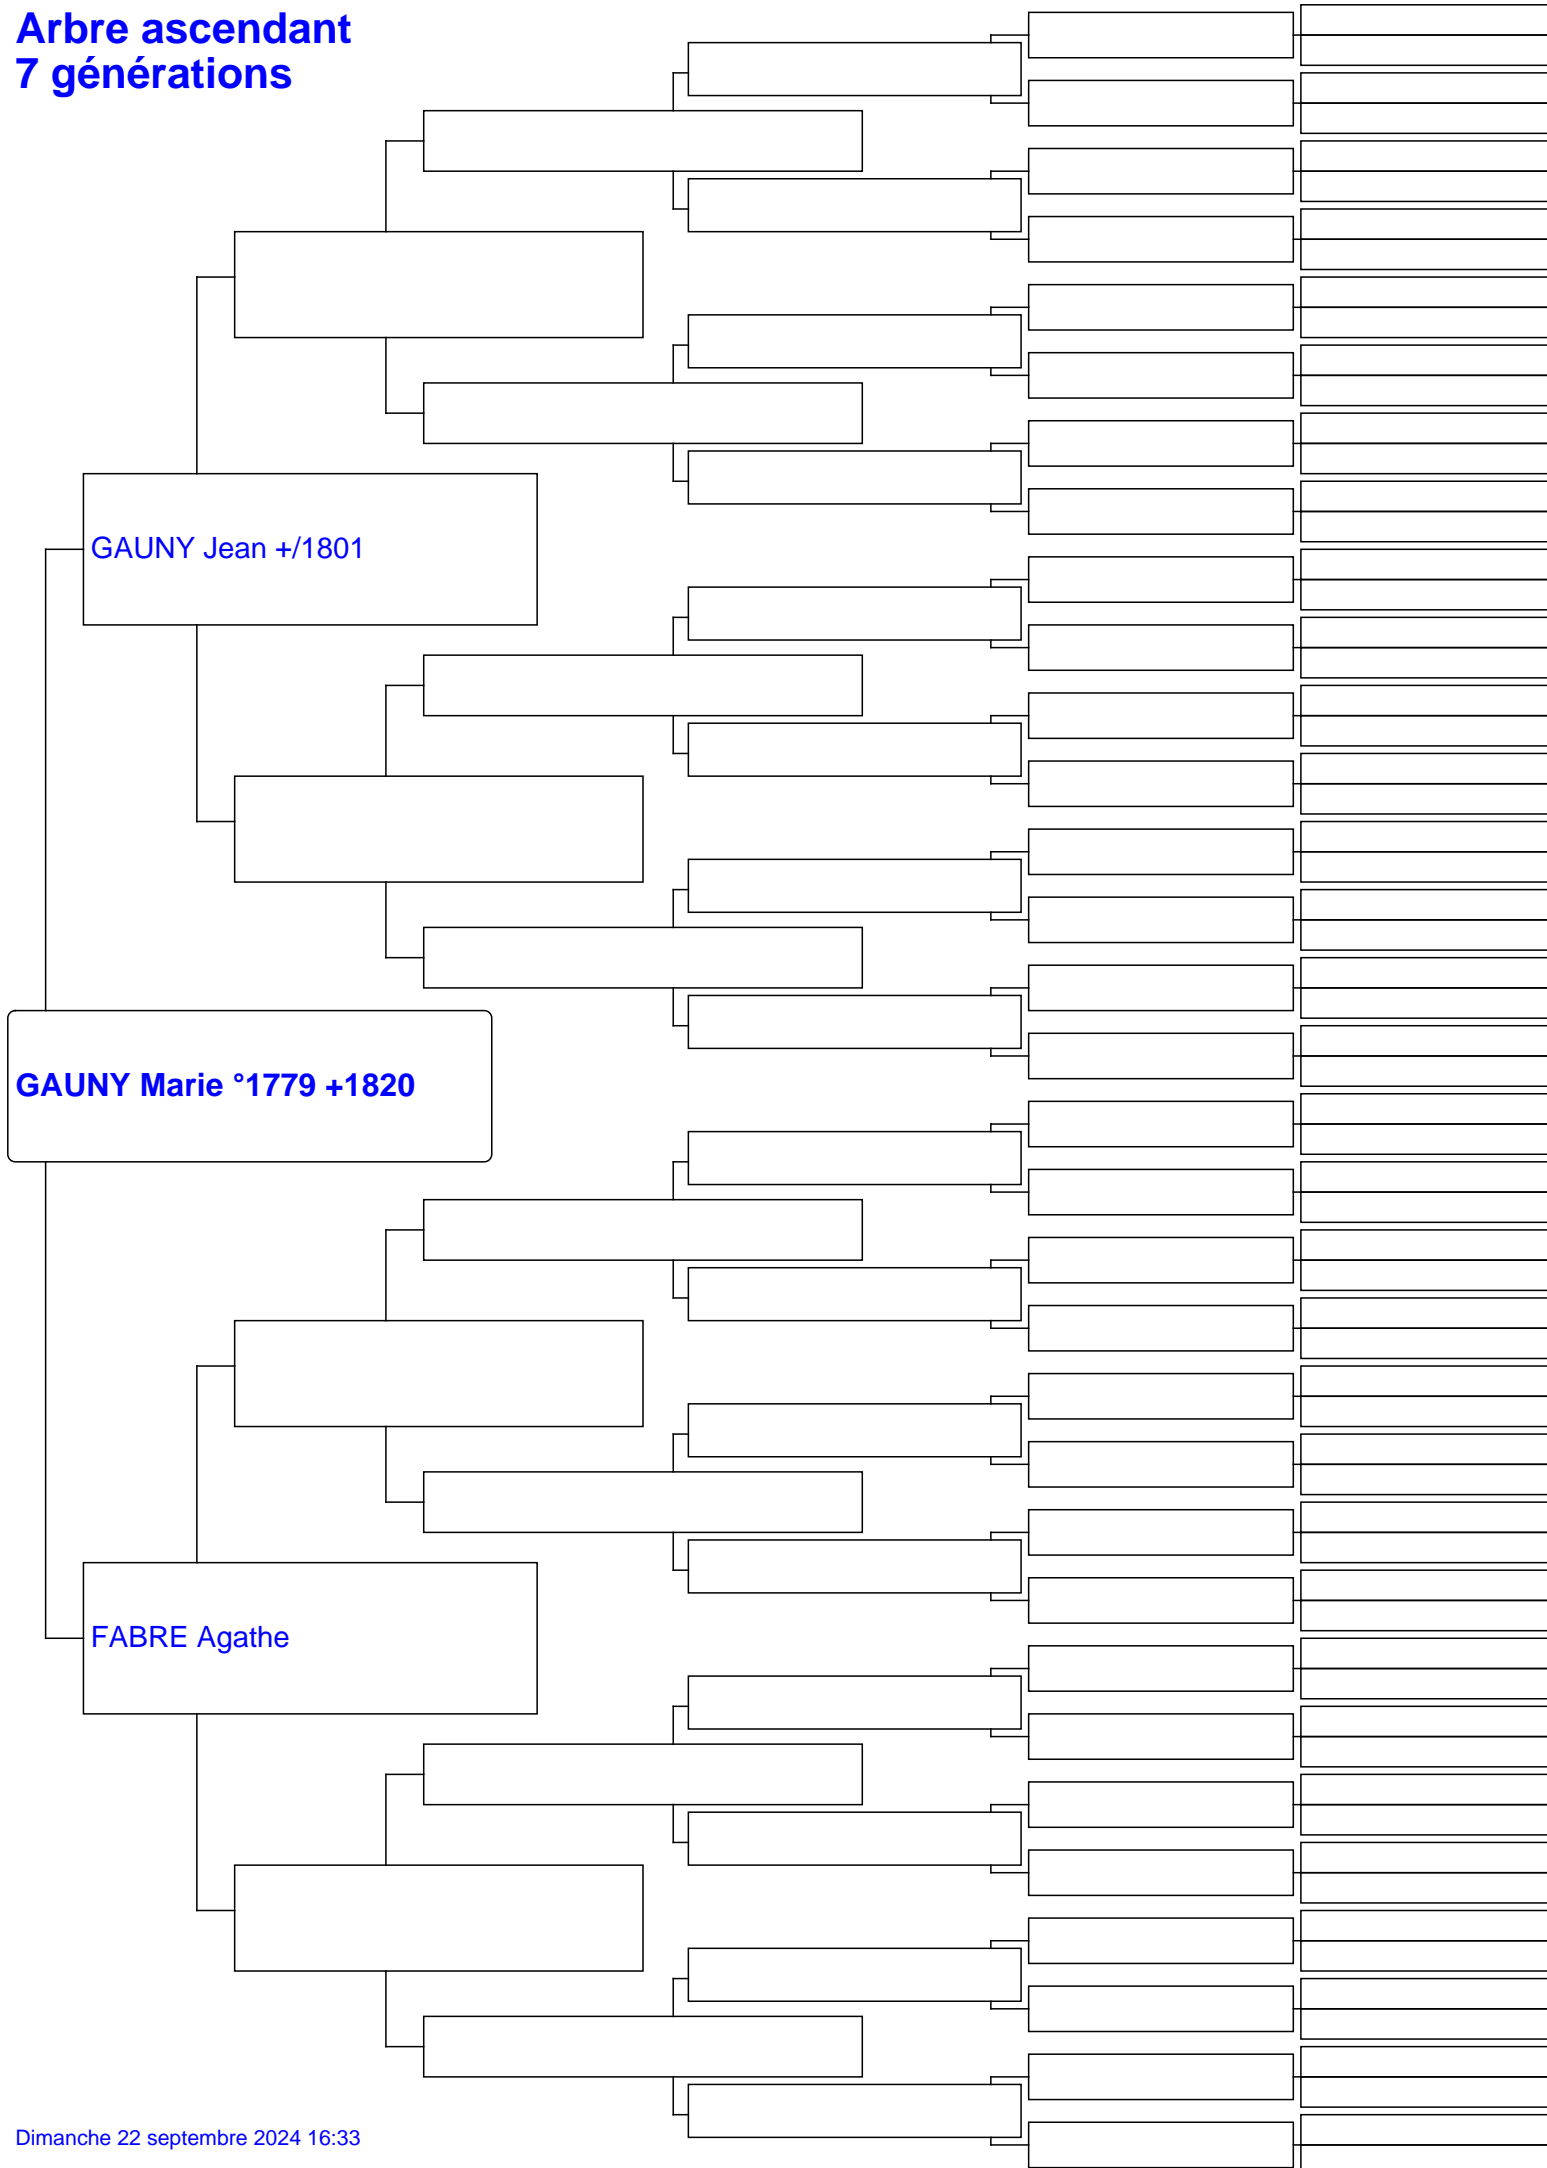 Arbre ascendant
7 générations
GAUNY Jean +/1801
GAUNY Marie °1779 +1820
FABRE Agathe
Dimanche 22 septembre 2024 16:33